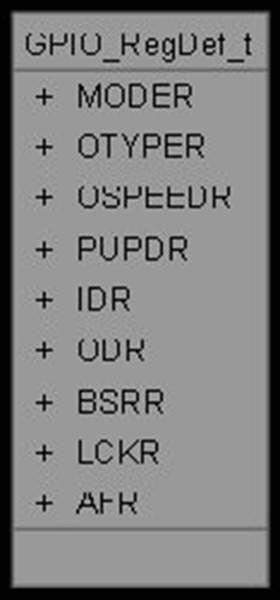 GPIO_RegDef_t
+ MODER
+ OTYPER
+ OSPEEDR
+ PUPDR
+ IDR
+ ODR
+ BSRR
+ LCKR
+ AFR